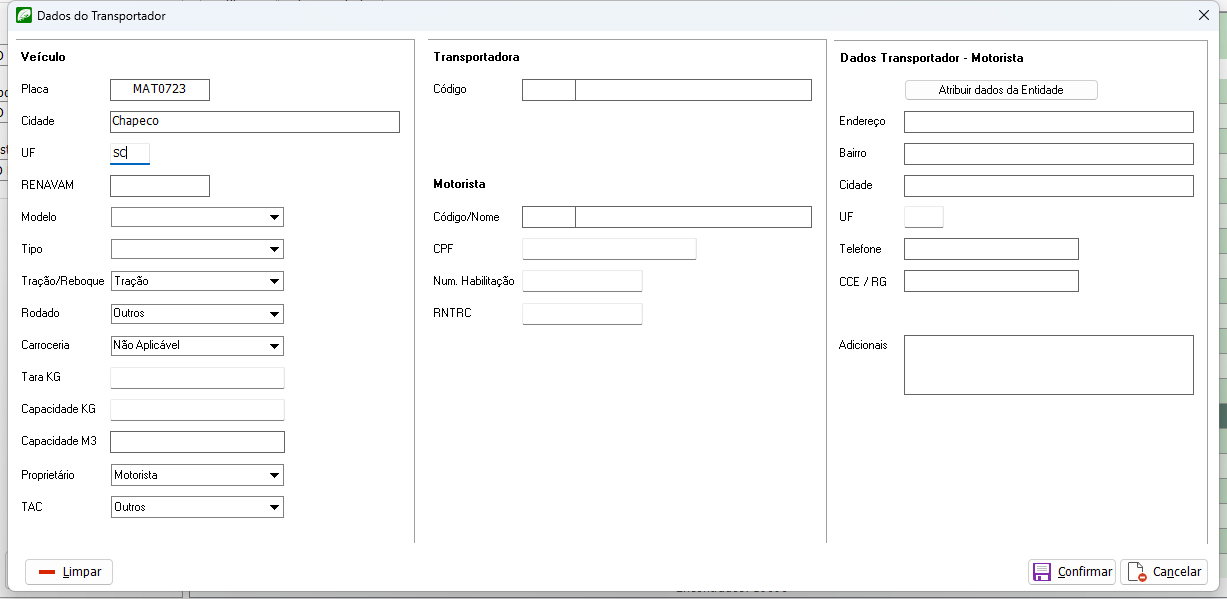 Dados do Transportador
Veículo
Placa MAT0723
Cidade Chapeco
UF SC
RENAVAM
Modelo
Tipo
Tração/Reboque Tração
Rodado Outros
Carroceria Não Aplicável
Tara KG
Capacidade KG
Capacidade M3
Proprietário Motorista
TAC Outros
Transportadora
Código
Motorista
Código/Nome
CPF
Num. Habilitação
RNTRC
Dados Transportador - Motorista
Atribuir dados da Entidade
Endereço
Bairro
Cidade
UF
Telefone
CCE / RG
Adicionais
Limpar
Confirmar
Cancelar